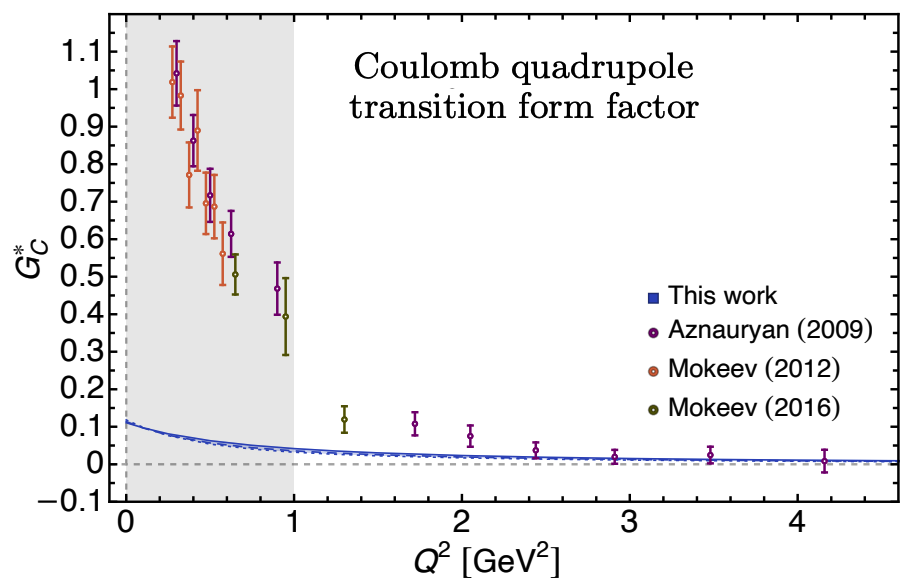 Coulomb quadrupole
transition form factor
1.1
1
0.9
0.8
0.7
0.6
0.5
0.4
0.3
0.2
0.1
0
−0.1
G*C
This work
Aznauryan (2009)
Mokeev (2012)
Mokeev (2016)
0 1 2 3 4
Q² [GeV²]